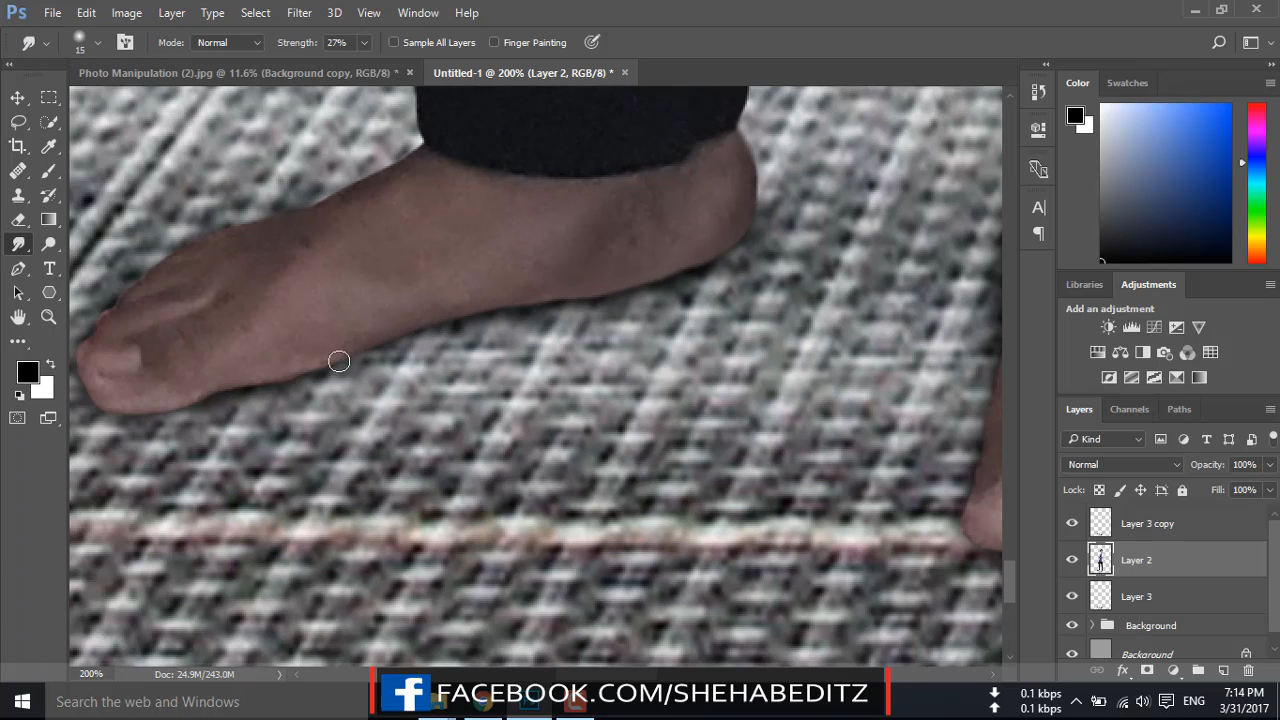 Ps File Edit Image Layer Type Select Filter 3D View Window Help
15 Mode: Normal Strength: 27% Sample All Layers Finger Painting
Photo Manipulation (2).jpg @ 11.6% (Background copy, RGB/8) * × Untitled-1 @ 200% (Layer 2, RGB/8) * ×
Color Swatches
Libraries Adjustments
Add an adjustment
Layers Channels Paths
Kind
Normal Opacity: 100%
Lock: Fill: 100%
Layer 3 copy
Layer 2
Layer 3
Background
Background
200% Doc: 24.9M/243.0M
Search the web and Windows
FACEBOOK.COM/SHEHABEDITZ
0.1 kbps
0.1 kbps
ENG
7:14 PM
3/31/2017